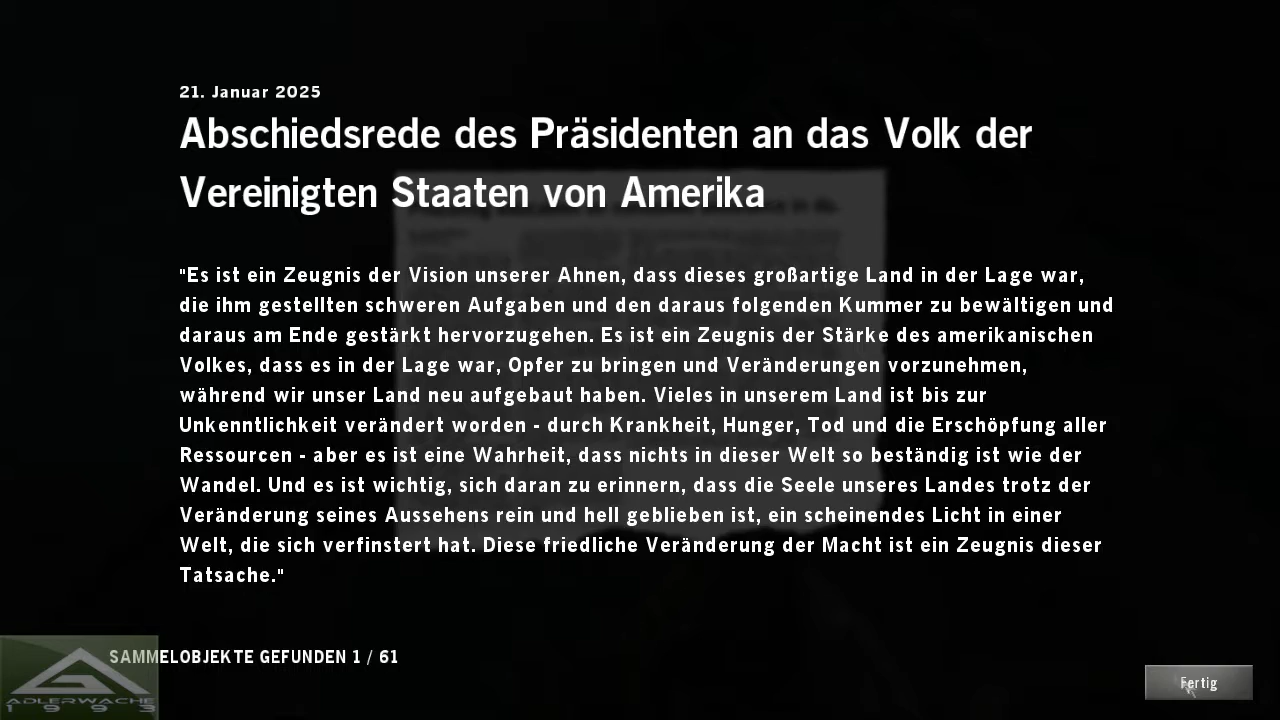 21. Januar 2025
Abschiedsrede des Präsidenten an das Volk der
Vereinigten Staaten von Amerika
"Es ist ein Zeugnis der Vision unserer Ahnen, dass dieses großartige Land in der Lage war,
die ihm gestellten schweren Aufgaben und den daraus folgenden Kummer zu bewältigen und
daraus am Ende gestärkt hervorzugehen. Es ist ein Zeugnis der Stärke des amerikanischen
Volkes, dass es in der Lage war, Opfer zu bringen und Veränderungen vorzunehmen,
während wir unser Land neu aufgebaut haben. Vieles in unserem Land ist bis zur
Unkenntlichkeit verändert worden - durch Krankheit, Hunger, Tod und die Erschöpfung aller
Ressourcen - aber es ist eine Wahrheit, dass nichts in dieser Welt so beständig ist wie der
Wandel. Und es ist wichtig, sich daran zu erinnern, dass die Seele unseres Landes trotz der
Veränderung seines Aussehens rein und hell geblieben ist, ein scheinendes Licht in einer
Welt, die sich verfinstert hat. Diese friedliche Veränderung der Macht ist ein Zeugnis dieser
Tatsache."
SAMMELOBJEKTE GEFUNDEN 1 / 61
Fertig
ADLERWACHE
1993